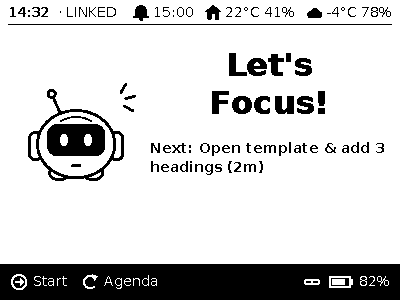 14:32 · LINKED 15:00 22°C 41% -4°C 78%
Let's
Focus!
Next: Open template & add 3
headings (2m)
Start Agenda 82%